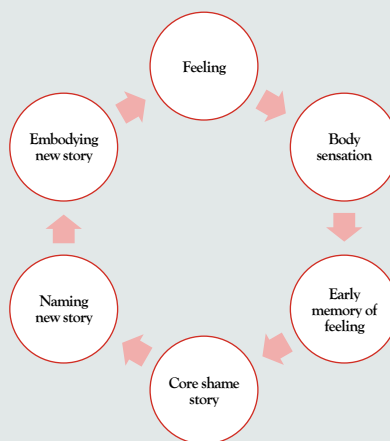 Feeling
Body
sensation
Early
memory of
feeling
Core shame
story
Naming
new story
Embodying
new story